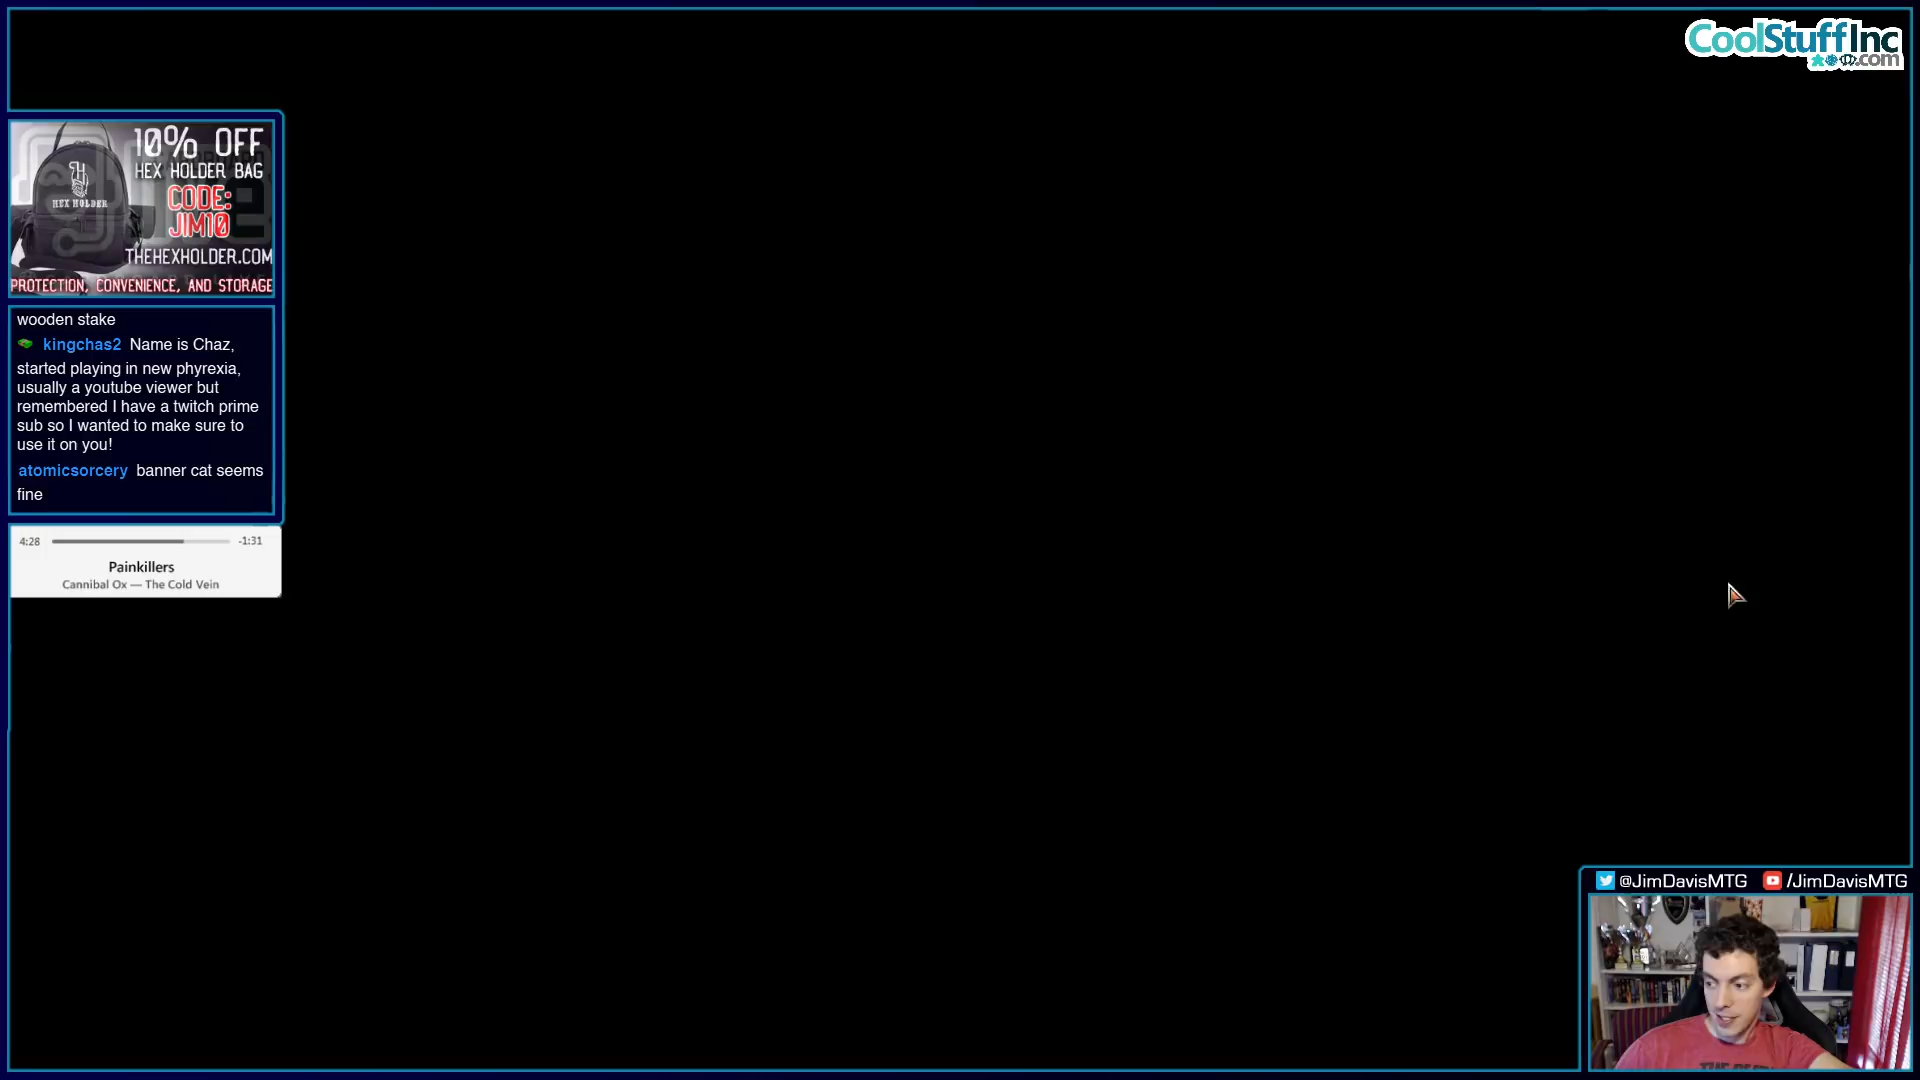 CoolStuffInc
.com
10% OFF
HEX HOLDER BAG
CODE:
JIM10
HEX HOLDER
THEHEXHOLDER.COM
PROTECTION, CONVENIENCE, AND STORAGE
wooden stake
kingchas2 Name is Chaz,
started playing in new phyrexia,
usually a youtube viewer but
remembered I have a twitch prime
sub so I wanted to make sure to
use it on you!
atomicsorcery banner cat seems
fine
4:28 -1:31
Painkillers
Cannibal Ox — The Cold Vein
@JimDavisMTG /JimDavisMTG